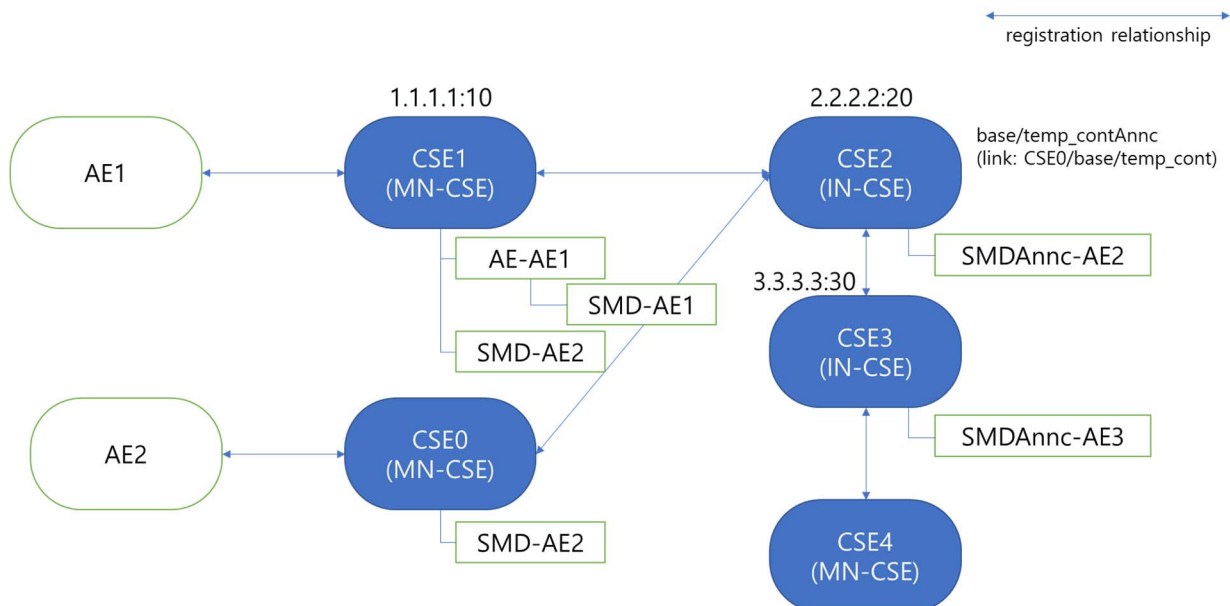 registration relationship
1.1.1.1:10
2.2.2.2:20
AE1
CSE1
(MN-CSE)
CSE2
(IN-CSE)
base/temp_contAnnc
(link: CSE0/base/temp_cont)
AE-AE1
SMDAnnc-AE2
SMD-AE1
3.3.3.3:30
SMD-AE2
CSE3
(IN-CSE)
AE2
CSE0
(MN-CSE)
SMDAnnc-AE3
SMD-AE2
CSE4
(MN-CSE)